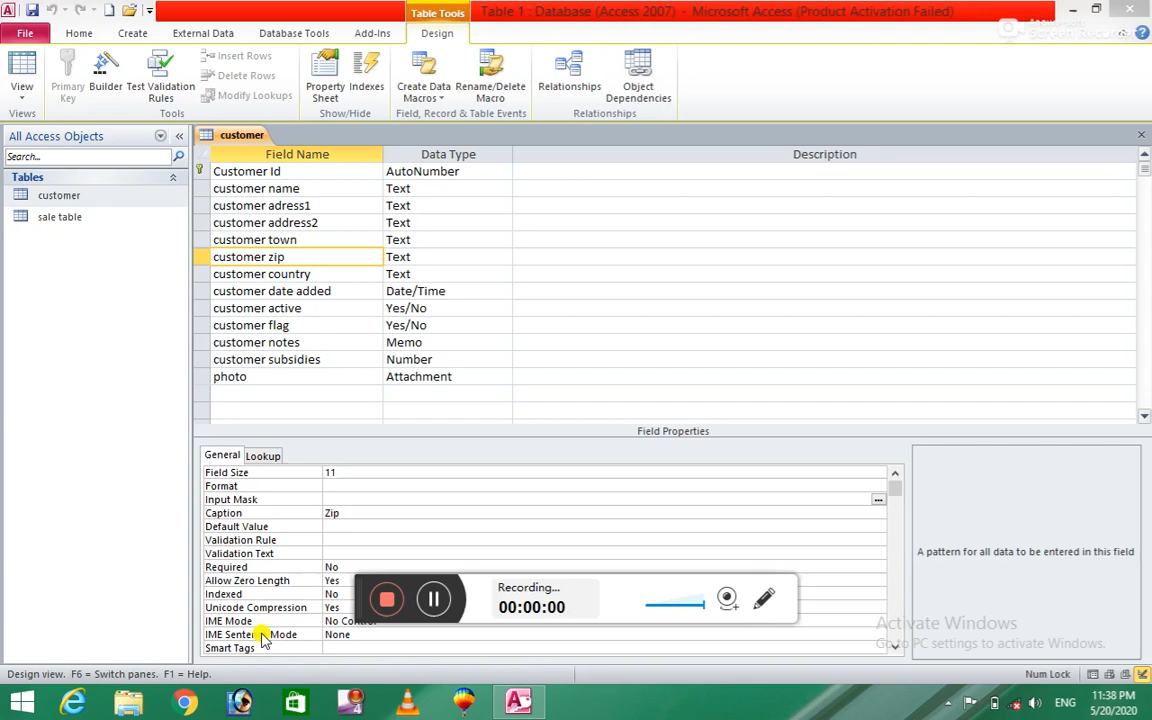 Table Tools
Table 1 : Database (Access 2007) - Microsoft Access (Product Activation Failed)
File
Home
Create
External Data
Database Tools
Add-Ins
Design
View
Primary Key
Builder
Test Validation Rules
Insert Rows
Delete Rows
Modify Lookups
Property Sheet
Indexes
Create Data Macros
Rename/Delete Macro
Relationships
Object Dependencies
Views
Tools
Show/Hide
Field, Record & Table Events
Relationships
All Access Objects
Search...
Tables
customer
sale table
customer
Field Name Data Type Description
Customer Id AutoNumber
customer name Text
customer adress1 Text
customer address2 Text
customer town Text
customer zip Text
customer country Text
customer date added Date/Time
customer active Yes/No
customer flag Yes/No
customer notes Memo
customer subsidies Number
photo Attachment
Field Properties
General Lookup
Field Size 11
Format
Input Mask
Caption Zip
Default Value
Validation Rule
Validation Text
Required No
Allow Zero Length Yes
Indexed No
Unicode Compression Yes
IME Mode
IME Mode None
Smart Tags
A pattern for all data to be entered in this field
Recording...
00:00:00
Activate Windows
Go to PC settings to activate Windows.
Design view. F6 = Switch panes. F1 = Help.
Num Lock
ENG
11:38 PM
5/20/2020